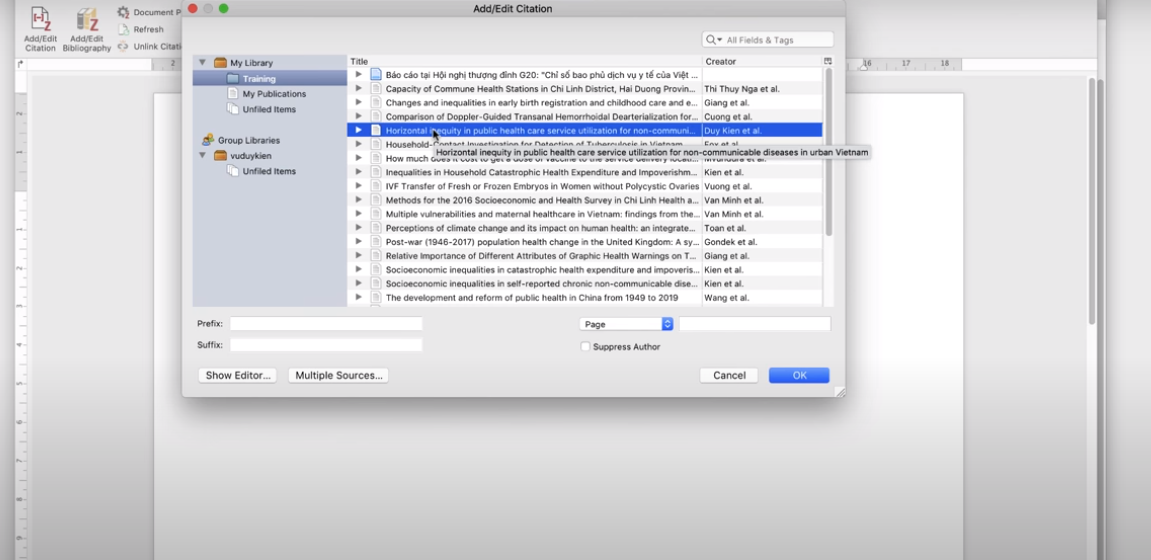 Add/Edit Citation
Add/Edit
Citation
Add/Edit
Bibliography
Document P
Refresh
Unlink Citati
All Fields & Tags
My Library
Training
My Publications
Unfiled Items
Group Libraries
vuduykien
Unfiled Items
Title Creator
Báo cáo tại Hội nghị thượng đỉnh G20: "Chỉ số bao phủ dịch vụ y tế của Việt ...
Capacity of Commune Health Stations in Chi Linh District, Hai Duong Provin... Thi Thuy Nga et al.
Changes and inequalities in early birth registration and childhood care and e... Giang et al.
Comparison of Doppler-Guided Transanal Hemorrhoidal Dearterialization for... Cuong et al.
Horizontal inequity in public health care service utilization for non-communi... Duy Kien et al.
Household-Contact Investigation for Detection of Tuberculosis in Vietnam Fox et al.
Horizontal inequity in public health care service utilization for non-communicable diseases in urban Vietnam
How much does it cost to get a dose of vaccine to the service delivery locati...
Inequalities in Household Catastrophic Health Expenditure and Impoverishm... Kien et al.
IVF Transfer of Fresh or Frozen Embryos in Women without Polycystic Ovaries Vuong et al.
Methods for the 2016 Socioeconomic and Health Survey in Chi Linh Health a... Van Minh et al.
Multiple vulnerabilities and maternal healthcare in Vietnam: findings from the... Van Minh et al.
Perceptions of climate change and its impact on human health: an integrate... Toan et al.
Post-war (1946-2017) population health change in the United Kingdom: A sy... Gondek et al.
Relative Importance of Different Attributes of Graphic Health Warnings on T... Giang et al.
Socioeconomic inequalities in catastrophic health expenditure and impoveris... Kien et al.
Socioeconomic inequalities in self-reported chronic non-communicable dise... Kien et al.
The development and reform of public health in China from 1949 to 2019 Wang et al.
Prefix:
Page
Suffix:
Suppress Author
Show Editor... Multiple Sources... Cancel OK
2 16 17 18
2
1
1
2
3
4
5
6
7
8
9